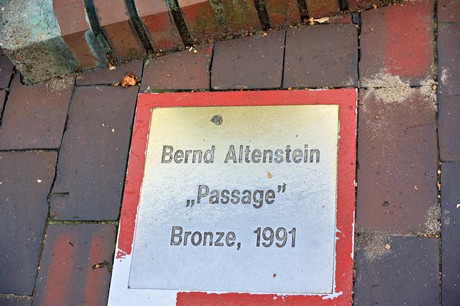 Bernd Altenstein
„Passage”
Bronze, 1991